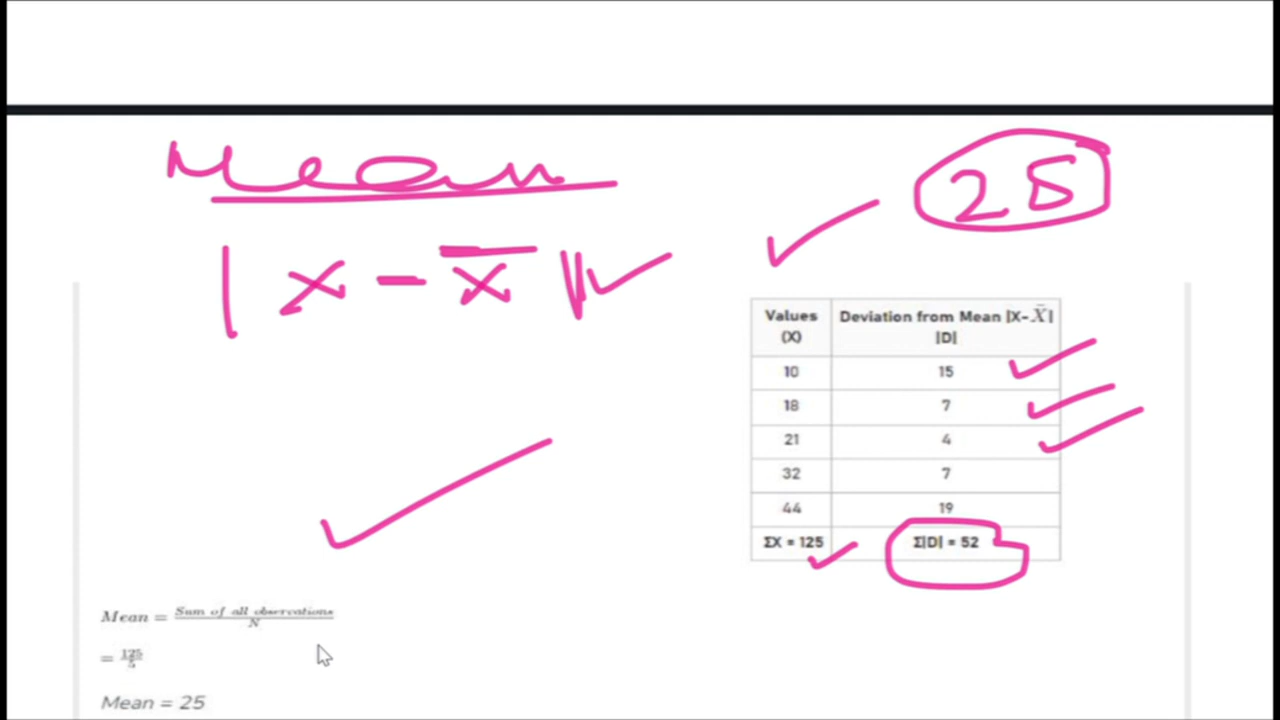 Mean
25
|x - x̅|
Values Deviation from Mean |X-X̄|
(X) |D|
10 15
18 7
21 4
32 7
44 19
ΣX = 125 Σ|D| = 52
Mean = Sum of all observations / N
= 125 / 5
Mean = 25